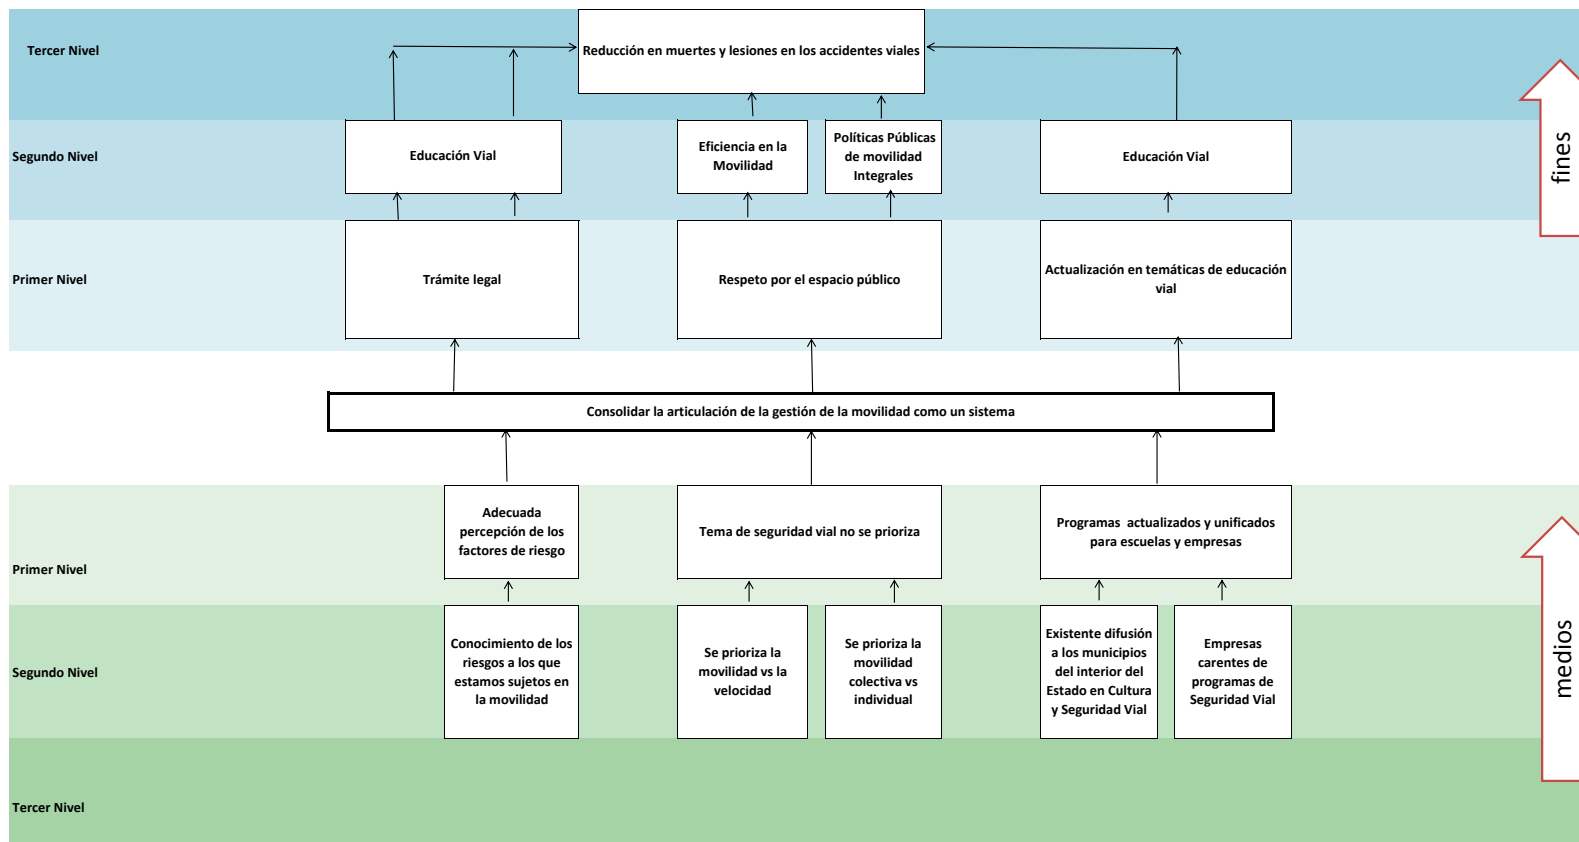 Tercer Nivel
Reducción en muertes y lesiones en los accidentes viales
Segundo Nivel
Educación Vial
Eficiencia en la
Movilidad
Políticas Públicas
de movilidad
Integrales
Educación Vial
fines
Primer Nivel
Trámite legal
Respeto por el espacio público
Actualización en temáticas de educación
vial
Consolidar la articulación de la gestión de la movilidad como un sistema
Primer Nivel
Adecuada
percepción de los
factores de riesgo
Tema de seguridad vial no se prioriza
Programas  actualizados y unificados
para escuelas y empresas
Segundo Nivel
Conocimiento de los
riesgos a los que
estamos sujetos en
la movilidad
Se prioriza la
movilidad vs la
velocidad
Se prioriza la
movilidad
colectiva vs
individual
Existente difusión
a los municipios
del interior del
Estado en Cultura
y Seguridad Vial
Empresas
carentes de
programas de
Seguridad Vial
medios
Tercer Nivel